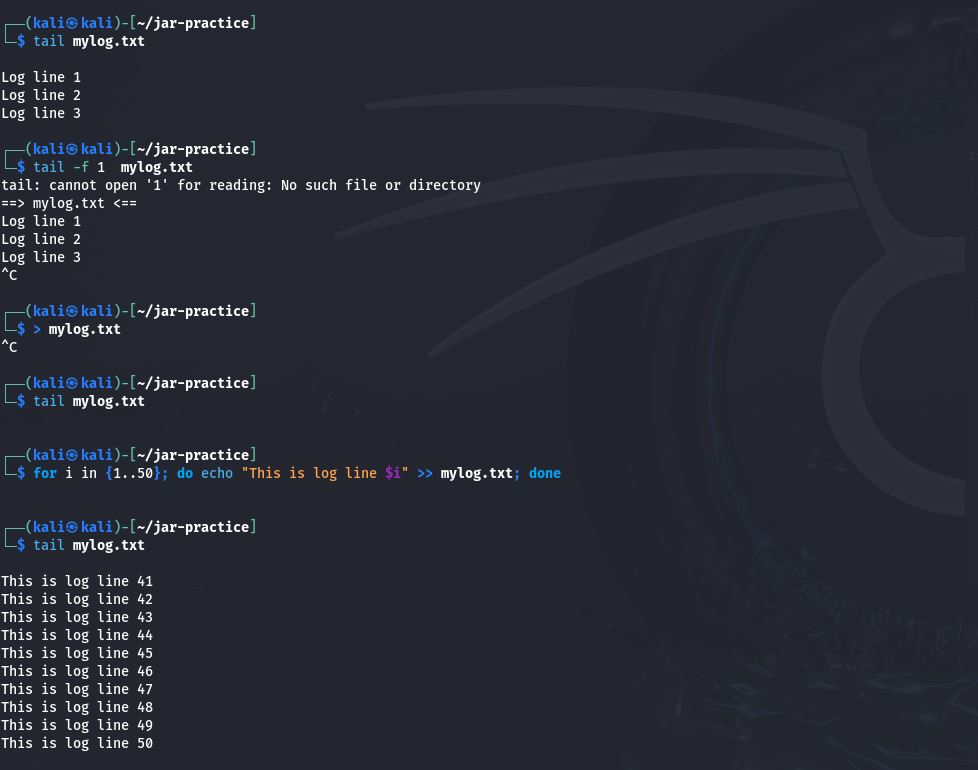 ┌──(kali㉿kali)-[~/jar-practice]
└─$ tail mylog.txt
Log line 1
Log line 2
Log line 3
┌──(kali㉿kali)-[~/jar-practice]
└─$ tail -f 1  mylog.txt
tail: cannot open '1' for reading: No such file or directory
==> mylog.txt <==
Log line 1
Log line 2
Log line 3
^C
┌──(kali㉿kali)-[~/jar-practice]
└─$ > mylog.txt
^C
┌──(kali㉿kali)-[~/jar-practice]
└─$ tail mylog.txt
┌──(kali㉿kali)-[~/jar-practice]
└─$ for i in {1..50}; do echo "This is log line $i" >> mylog.txt; done
┌──(kali㉿kali)-[~/jar-practice]
└─$ tail mylog.txt
This is log line 41
This is log line 42
This is log line 43
This is log line 44
This is log line 45
This is log line 46
This is log line 47
This is log line 48
This is log line 49
This is log line 50